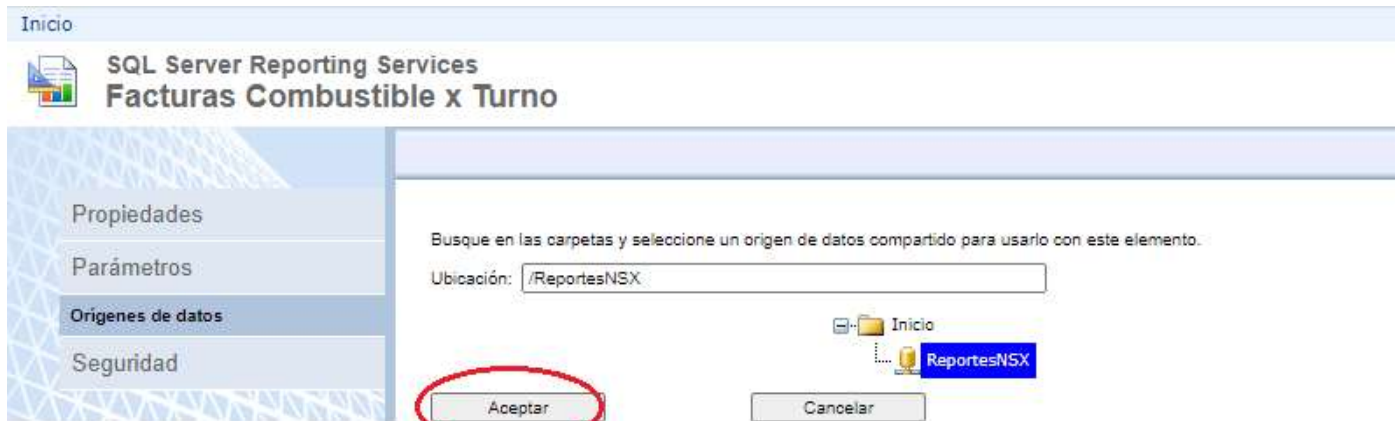 Inicio
SQL Server Reporting Services
Facturas Combustible x Turno
Propiedades
Parámetros
Orígenes de datos
Seguridad
Busque en las carpetas y seleccione un origen de datos compartido para usarlo con este elemento.
Ubicación: /ReportesNSX
Inicio
ReportesNSX
Aceptar Cancelar